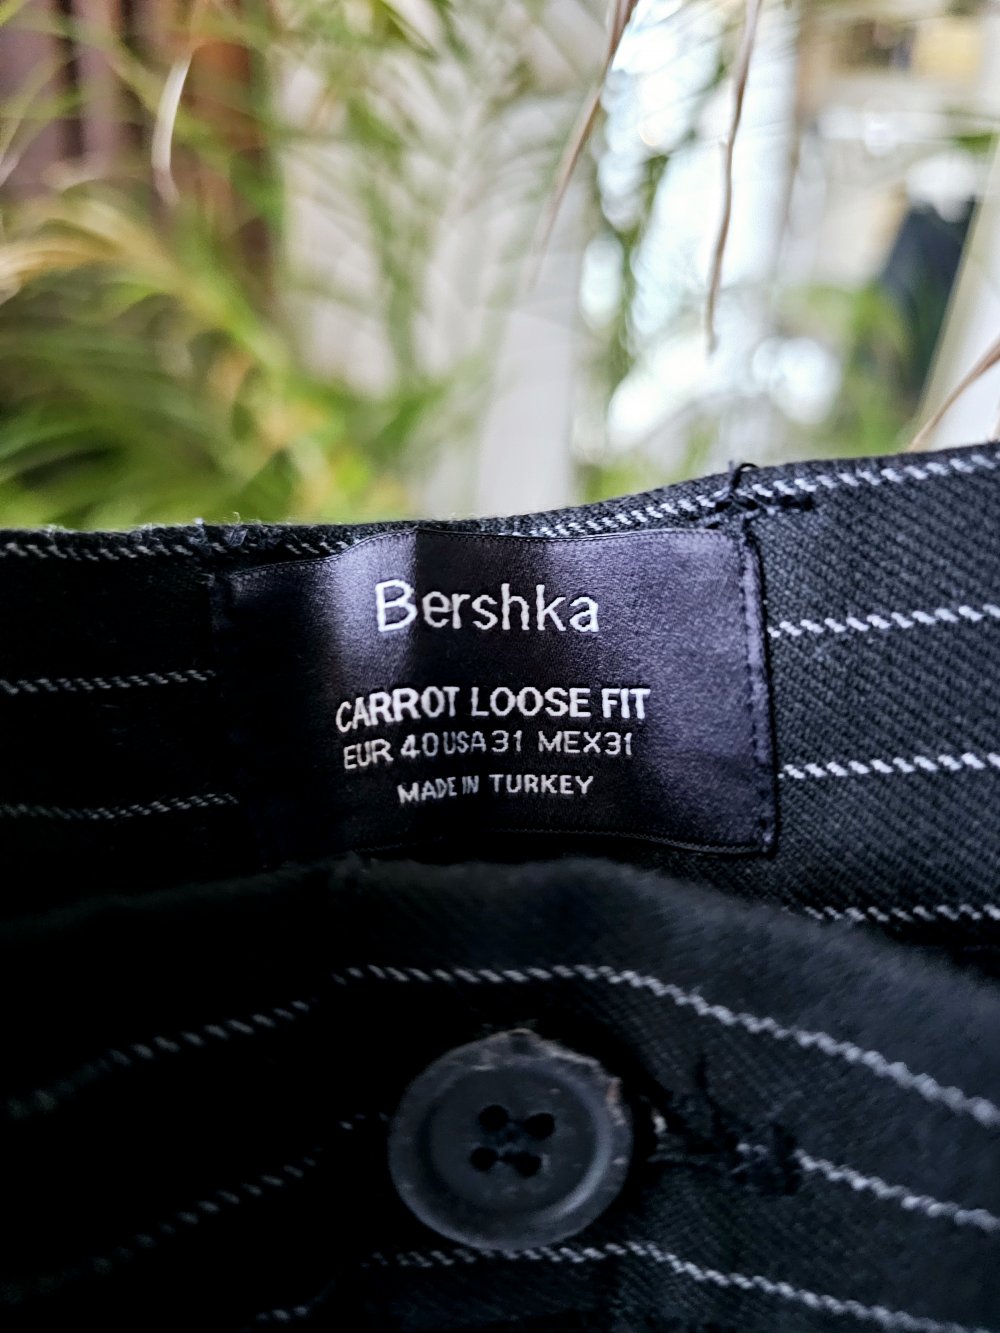 Bershka
CARROT LOOSE FIT
EUR 40 USA 31 MEX 31
MADE IN TURKEY